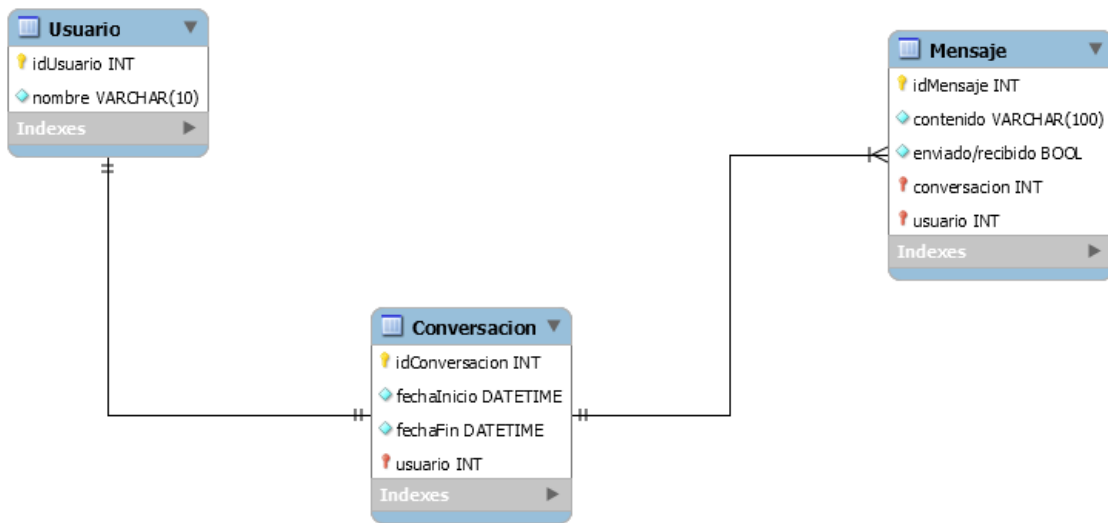 Usuario
idUsuario INT
nombre VARCHAR(10)
Indexes
Mensaje
idMensaje INT
contenido VARCHAR(100)
enviado/recibido BOOL
conversacion INT
usuario INT
Indexes
Conversacion
idConversacion INT
fechaInicio DATETIME
fechaFin DATETIME
usuario INT
Indexes